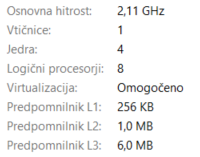 Osnovna hitrost: 2,11 GHz
Vtičnice: 1
Jedra: 4
Logični procesorji: 8
Virtualizacija: Omogočeno
Predpomnilnik L1: 256 KB
Predpomnilnik L2: 1,0 MB
Predpomnilnik L3: 6,0 MB